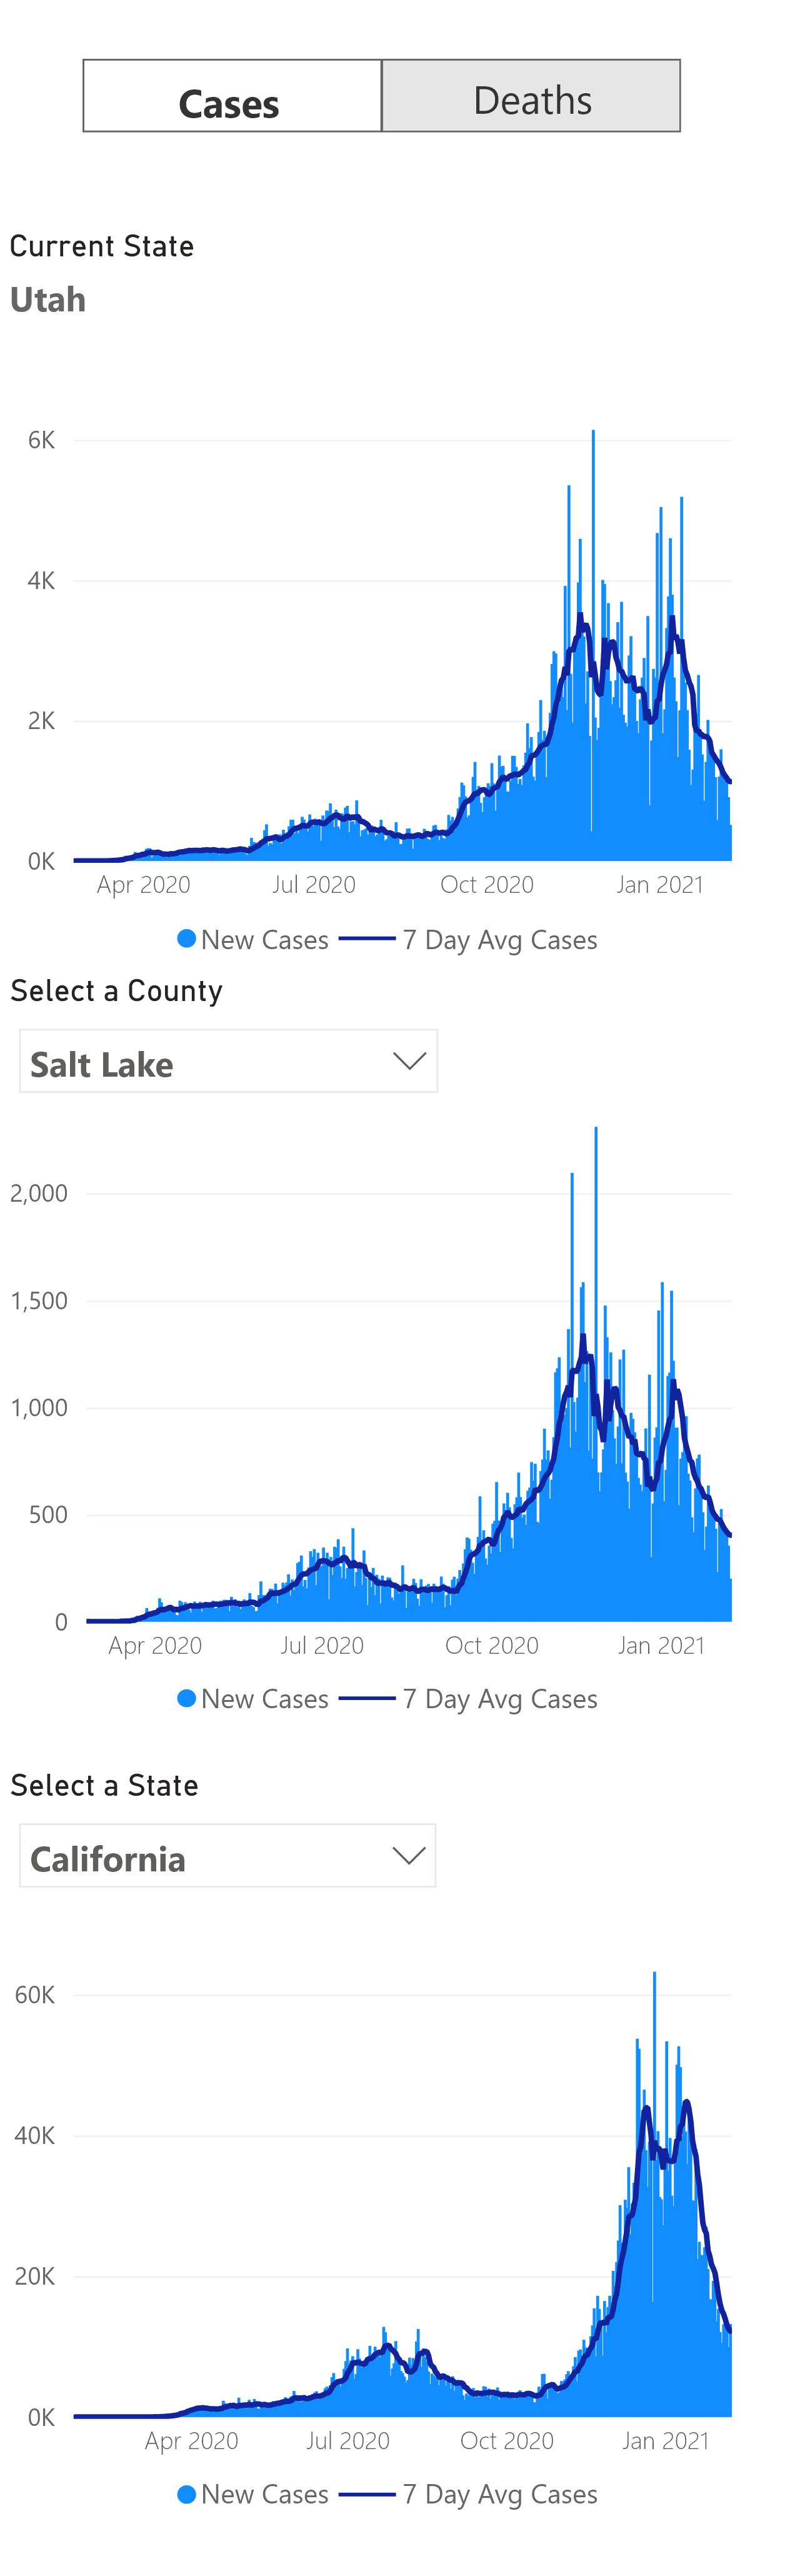 Cases Deaths
Current State
Utah
6K
4K
2K
0K
Apr 2020 Jul 2020 Oct 2020 Jan 2021
New Cases 7 Day Avg Cases
Select a County
Salt Lake
2,000
1,500
1,000
500
0
Apr 2020 Jul 2020 Oct 2020 Jan 2021
New Cases 7 Day Avg Cases
Select a State
California
60K
40K
20K
0K
Apr 2020 Jul 2020 Oct 2020 Jan 2021
New Cases 7 Day Avg Cases